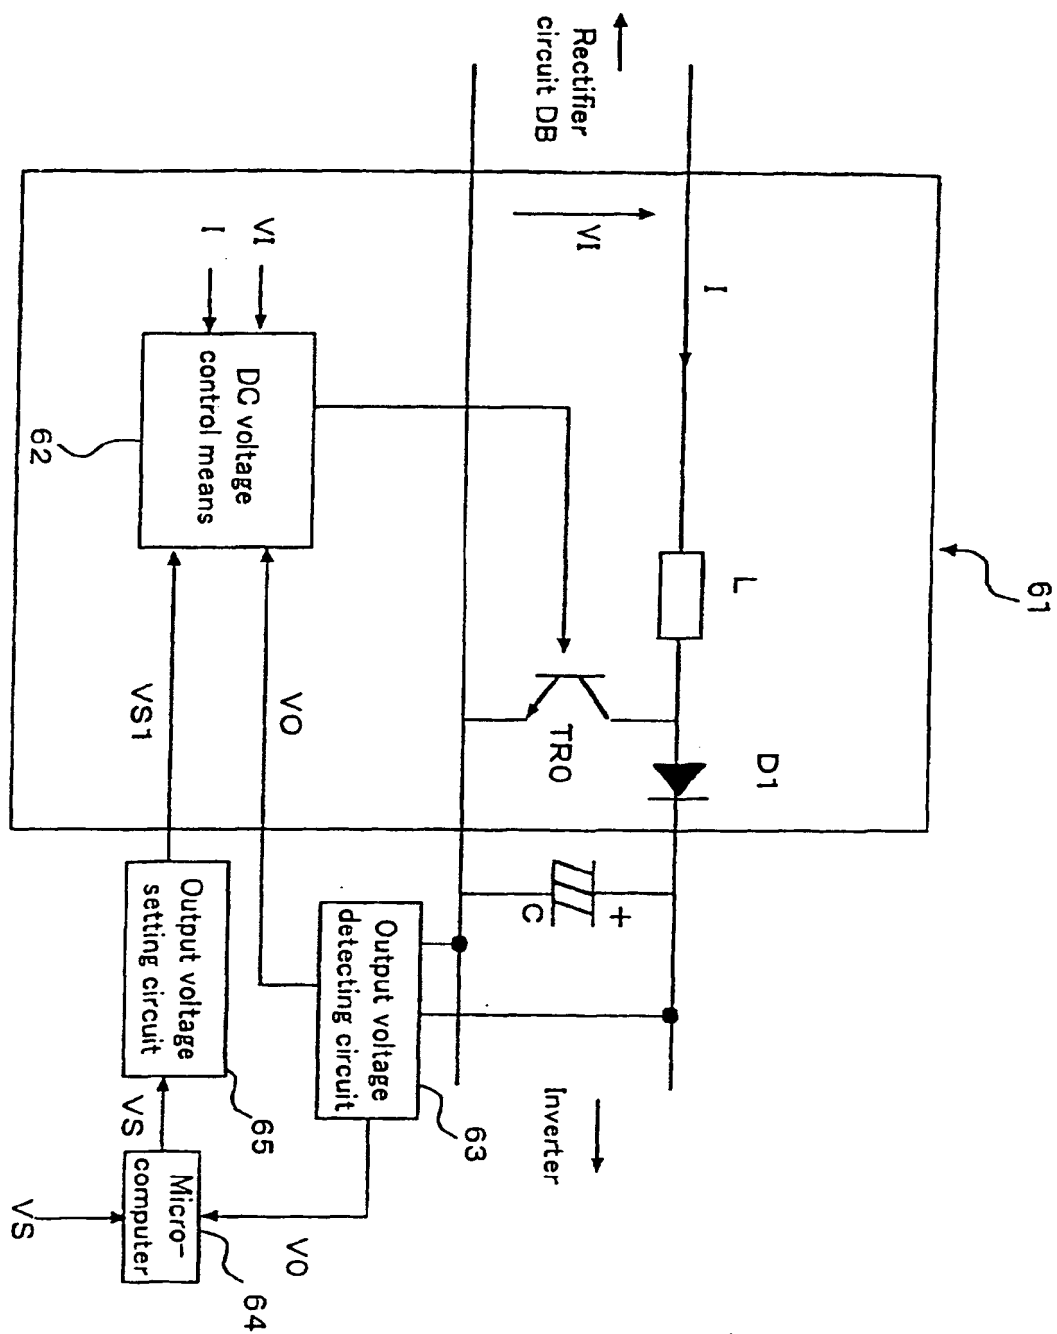 61
Rectifier
circuit DB
I
VI
L
D1
TR0
+
C
Inverter
VI
I
DC voltage
control means
62
VO
VS1
Output voltage
detecting circuit
63
Output voltage
setting circuit
65
VS
VO
Micro-
computer
64
VS